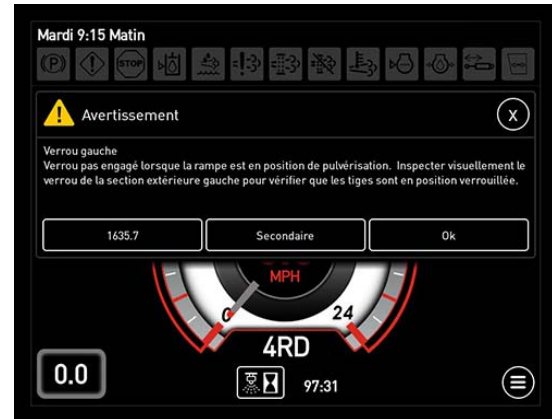 Mardi 9:15 Matin
(P)
STOP
Avertissement
X
Verrou gauche
Verrou pas engagé lorsque la rampe est en position de pulvérisation. Inspecter visuellement le
verrou de la section extérieure gauche pour vérifier que les tiges sont en position verrouillée.
1635.7
Secondaire
Ok
MPH
0
24
4RD
0.0
97:31